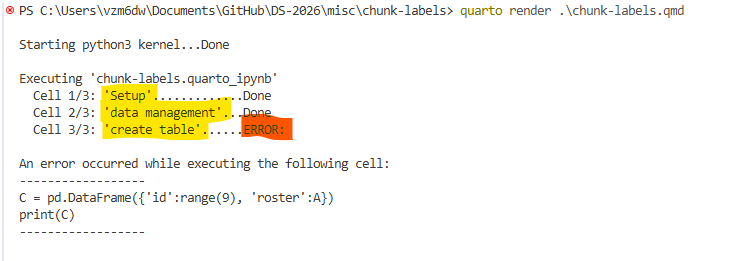 PS C:\Users\vzm6dw\Documents\GitHub\DS-2026\misc\chunk-labels> quarto render .\chunk-labels.qmd
Starting python3 kernel...Done
Executing 'chunk-labels.quarto_ipynb'
Cell 1/3: 'Setup'.............Done
Cell 2/3: 'data management'...Done
Cell 3/3: 'create table'......ERROR:
An error occurred while executing the following cell:
------------------
C = pd.DataFrame({'id':range(9), 'roster':A})
print(C)
------------------